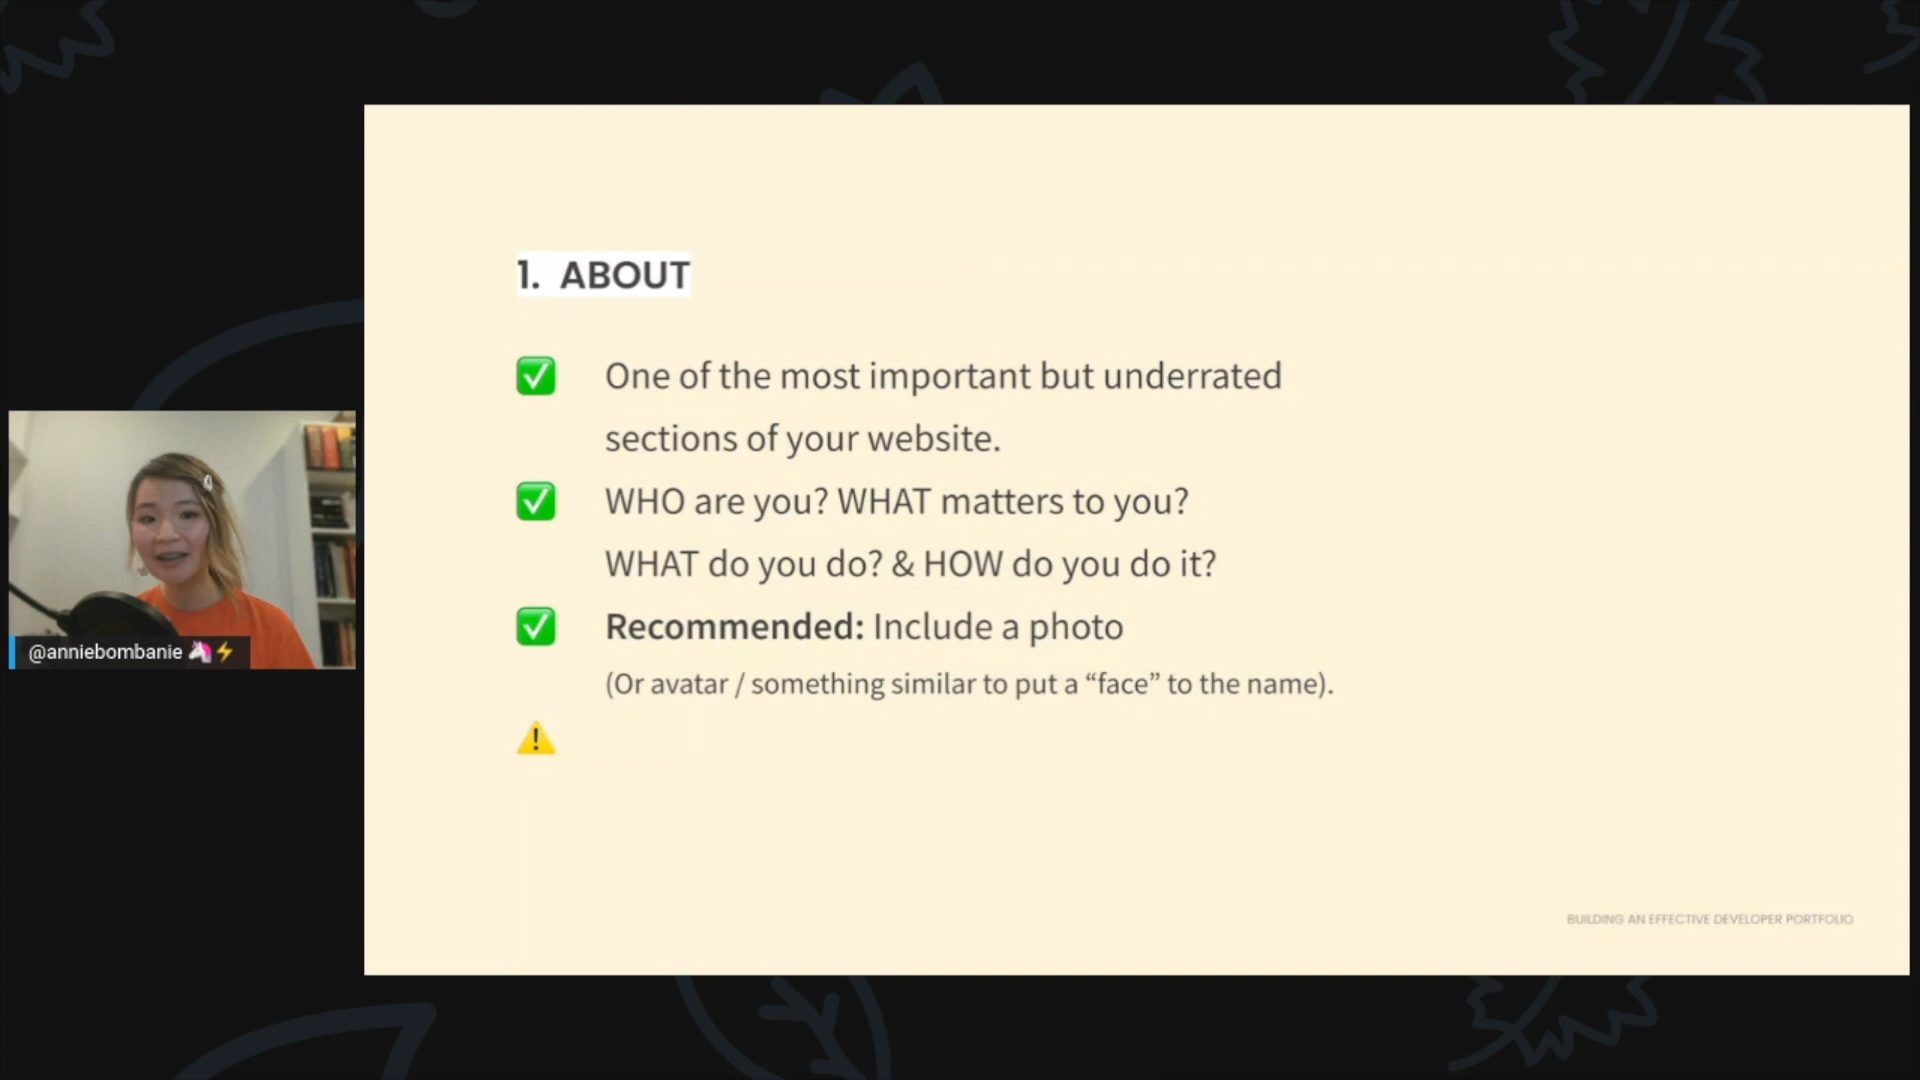 1. ABOUT
✅ One of the most important but underrated
sections of your website.
✅ WHO are you? WHAT matters to you?
WHAT do you do? & HOW do you do it?
✅ Recommended: Include a photo
(Or avatar / something similar to put a “face” to the name).
⚠️
@anniebombanie 🦄⚡
BUILDING AN EFFECTIVE DEVELOPER PORTFOLIO